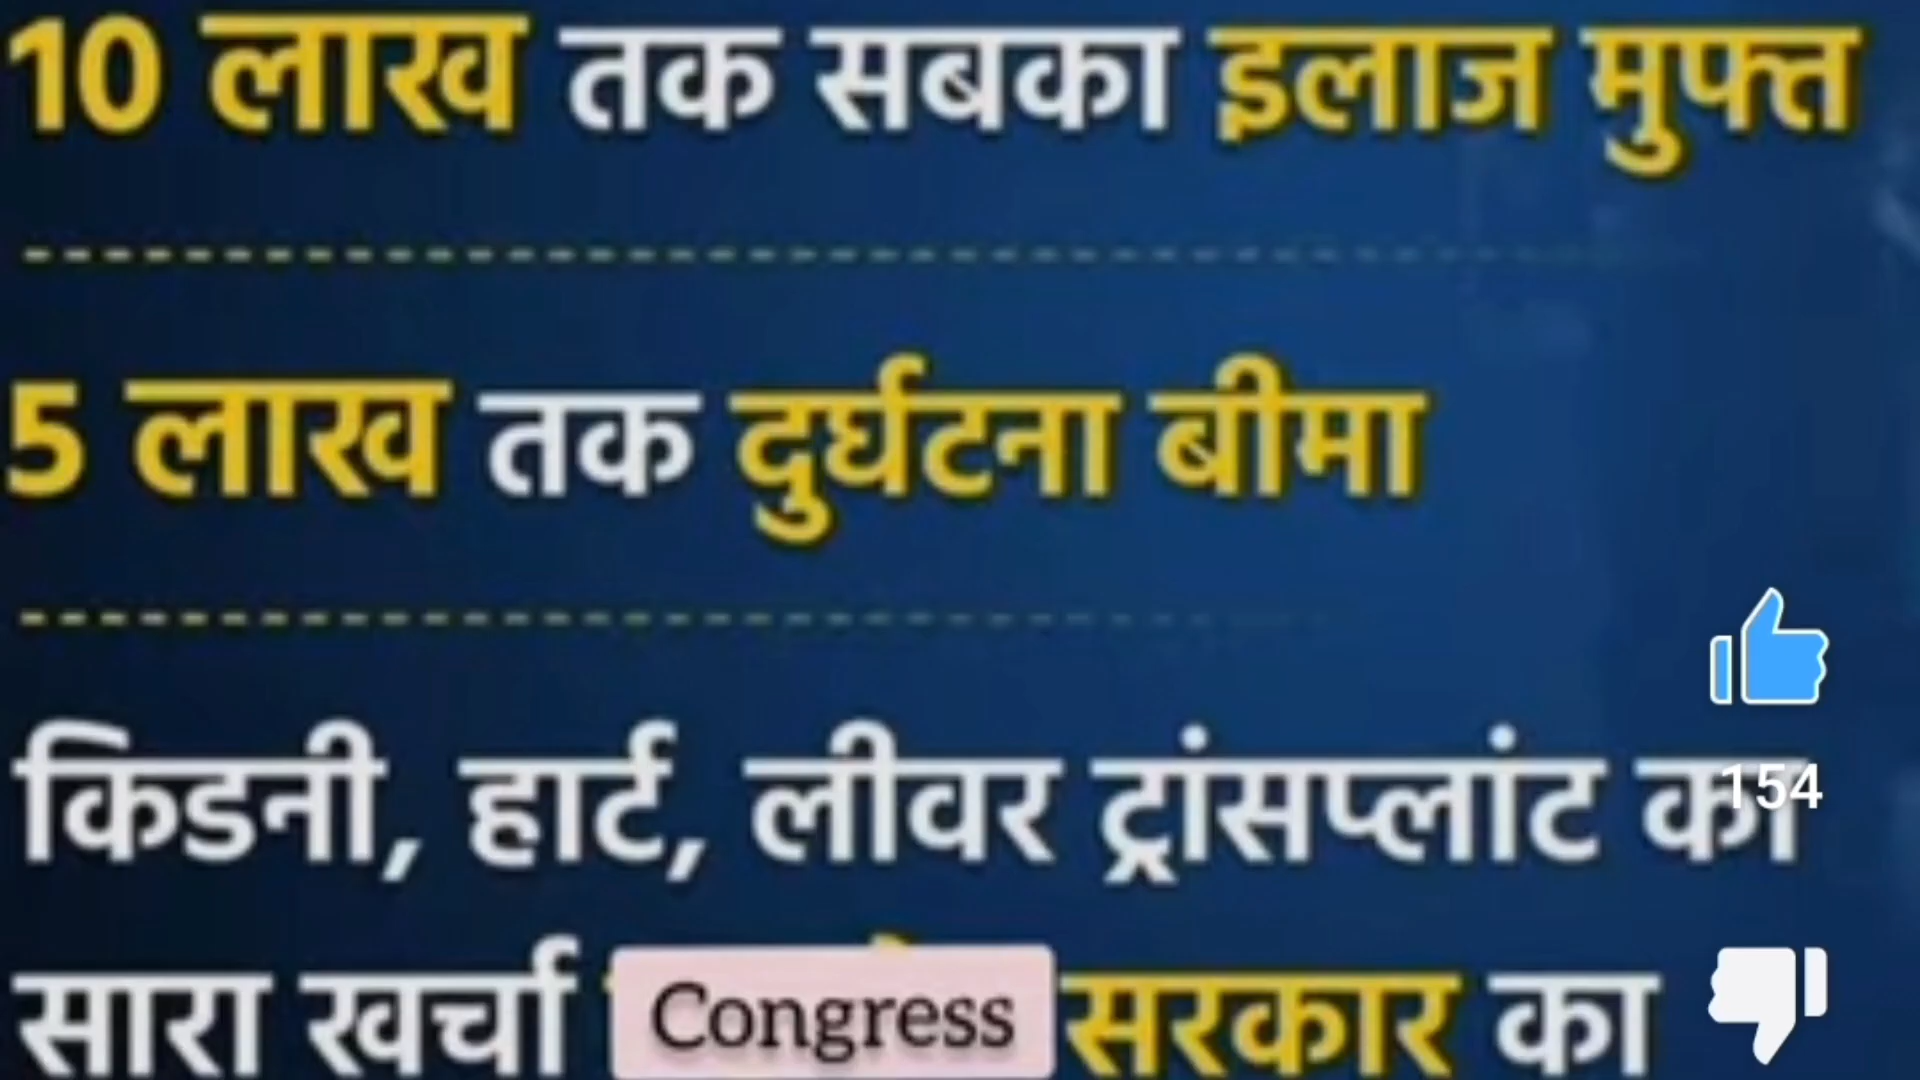 10 लाख तक सबका इलाज मुफ्त
5 लाख तक दुर्घटना बीमा
किडनी, हार्ट, लीवर ट्रांसप्लांट का
154
सारा खर्चा Congress सरकार का